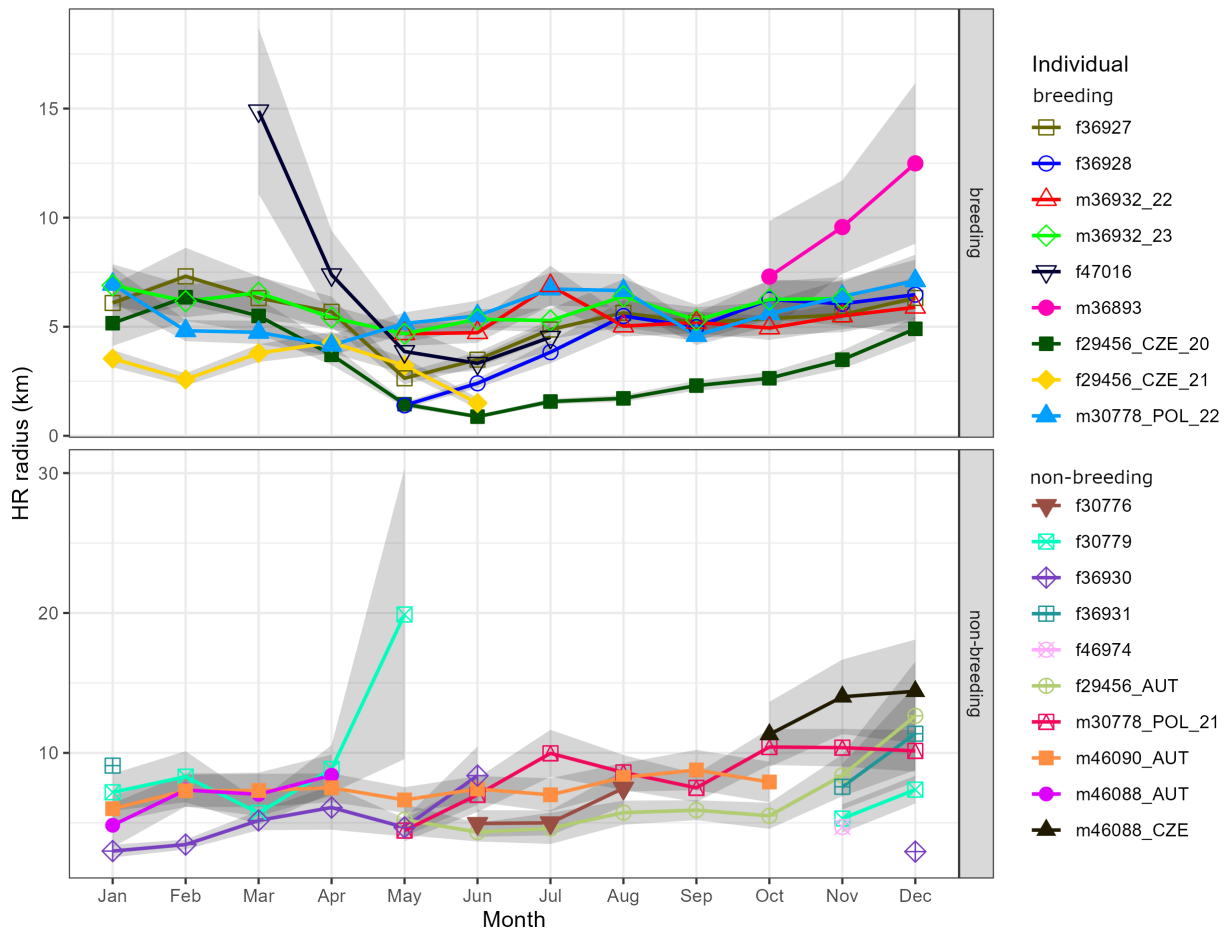 HR radius (km)
15
10
5
0
breeding
30
20
10
non-breeding
Jan Feb Mar Apr May Jun Jul Aug Sep Oct Nov Dec
Month
Individual
breeding
f36927
f36928
m36932_22
m36932_23
f47016
m36893
f29456_CZE_20
f29456_CZE_21
m30778_POL_22
non-breeding
f30776
f30779
f36930
f36931
f46974
f29456_AUT
m30778_POL_21
m46090_AUT
m46088_AUT
m46088_CZE